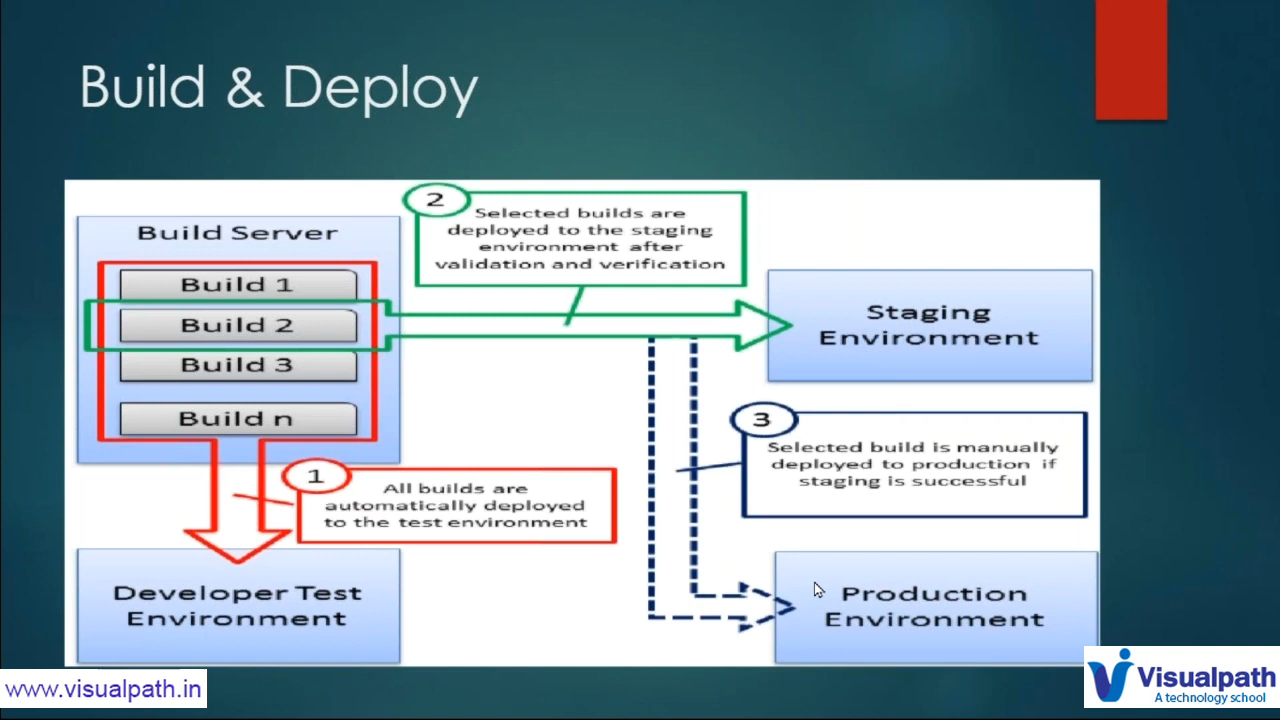 Build & Deploy
Build Server
Build 1
Build 2
Build 3
Build n
2
Selected builds are
deployed to the staging
environment after
validation and verification
Staging
Environment
3
Selected build is manually
deployed to production if
staging is successful
1
All builds are
automatically deployed
to the test environment
Developer Test
Environment
Production
Environment
www.visualpath.in
Visualpath
A technology school